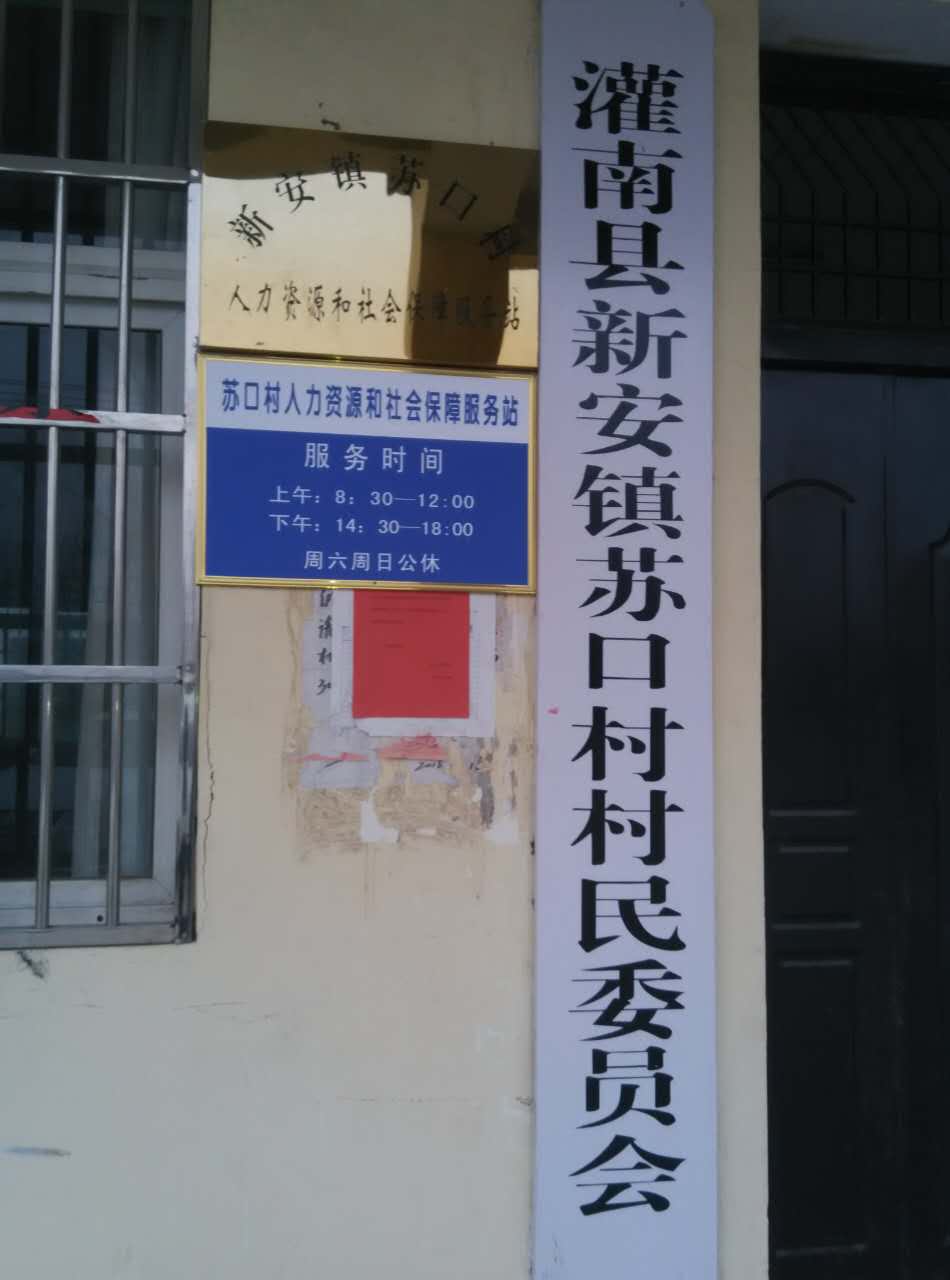 新安镇苏口村
人力资源和社会保障服务站
苏口村人力资源和社会保障服务站
服务时间
上午：8：30—12:00
下午：14：30—18:00
周六周日公休
灌南县新安镇苏口村村民委员会